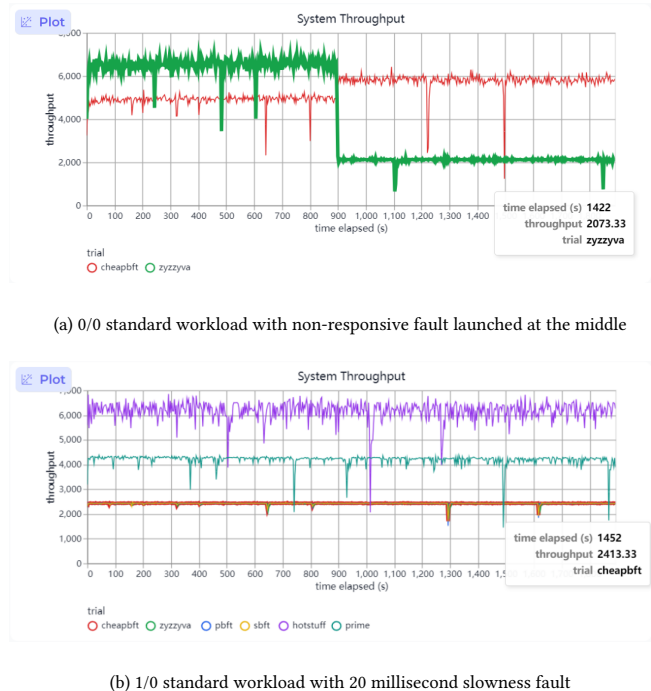 Plot
System Throughput
8,000
6,000
4,000
2,000
0
throughput
0 100 200 300 400 500 600 700 800 900 1,000 1,100 1,200 1,300 1,400
time elapsed (s)
time elapsed (s) 1422
throughput 2073.33
trial zyzzyva
trial
cheapbft zyzzyva
(a) 0/0 standard workload with non-responsive fault launched at the middle
Plot
System Throughput
7,000
6,000
5,000
4,000
3,000
2,000
1,000
0
throughput
0 100 200 300 400 500 600 700 800 900 1,000 1,100 1,200 1,300 1,400
time elapsed (s)
time elapsed (s) 1452
throughput 2413.33
trial cheapbft
trial
cheapbft zyzzyva pbft sbft hotstuff prime
(b) 1/0 standard workload with 20 millisecond slowness fault